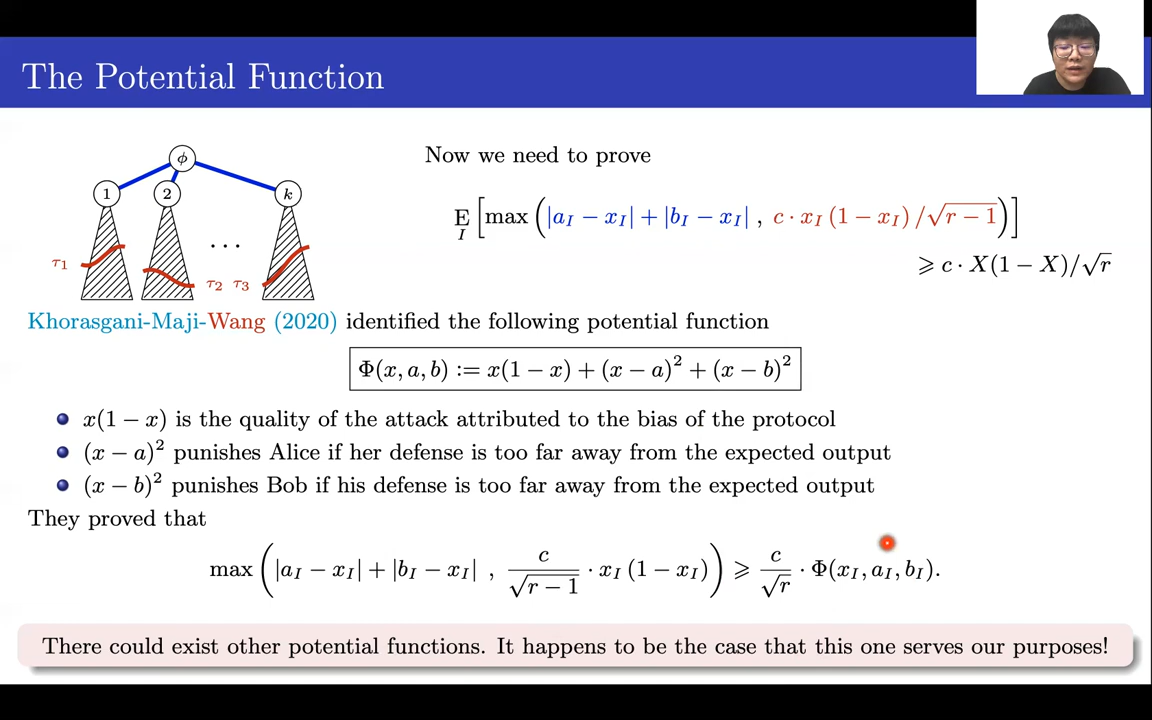 The Potential Function
ϕ
1
2
k
· · ·
τ₁
τ₂ τ₃
Now we need to prove
E_I [max (|a_I − x_I| + |b_I − x_I| , c · x_I (1 − x_I) /√(r − 1))]
⩾ c · X(1 − X)/√r
Khorasgani-Maji-Wang (2020) identified the following potential function
Φ(x, a, b) := x(1 − x) + (x − a)² + (x − b)²
x(1 − x) is the quality of the attack attributed to the bias of the protocol
(x − a)² punishes Alice if her defense is too far away from the expected output
(x − b)² punishes Bob if his defense is too far away from the expected output
They proved that
max (|a_I − x_I| + |b_I − x_I| , c/√(r − 1) · x_I (1 − x_I)) ⩾ c/√r · Φ(x_I, a_I, b_I).
There could exist other potential functions. It happens to be the case that this one serves our purposes!